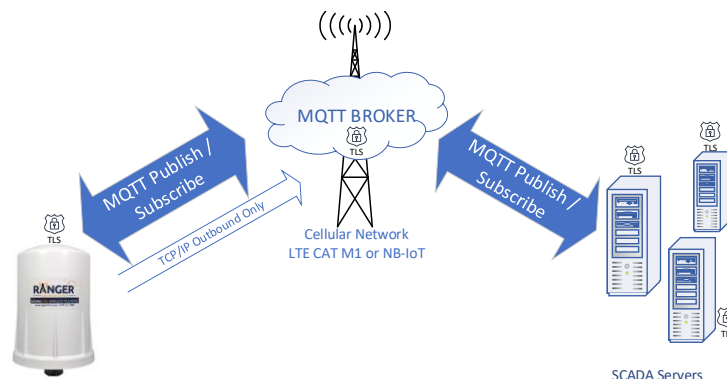 MQTT BROKER
TLS
MQTT Publish /
Subscribe
MQTT Publish /
Subscribe
TCP/IP Outbound Only
Cellular Network
LTE CAT M1 or NB-IoT
TLS
RANGER
TLS
TLS
SCADA Servers